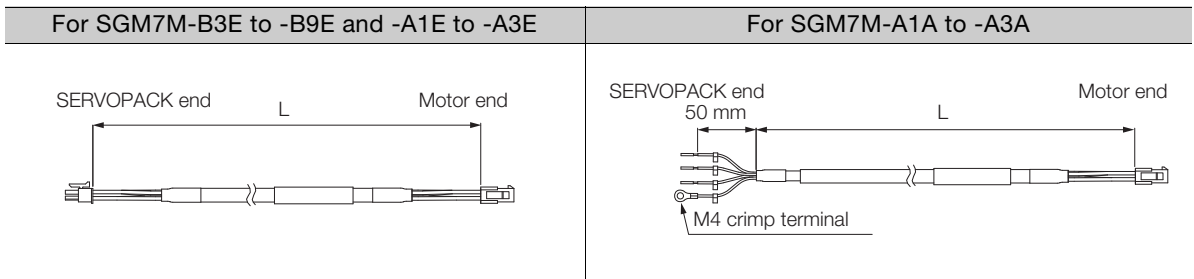 For SGM7M-B3E to -B9E and -A1E to -A3E
For SGM7M-A1A to -A3A
SERVOPACK end
L
Motor end
SERVOPACK end
50 mm
L
Motor end
M4 crimp terminal